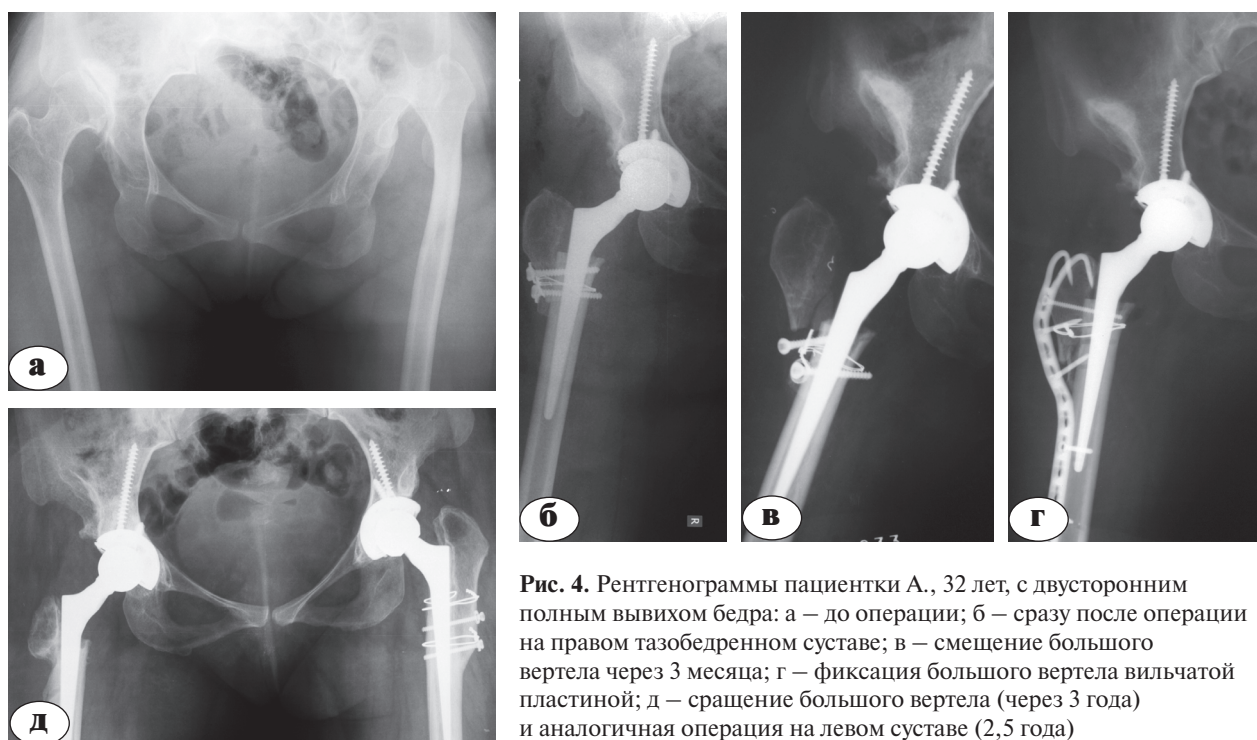 а
б
в
г
д
R
Рис. 4. Рентгенограммы пациентки А., 32 лет, с двусторонним
полным вывихом бедра: а – до операции; б – сразу после операции
на правом тазобедренном суставе; в – смещение большого
вертела через 3 месяца; г – фиксация большого вертела вильчатой
пластиной; д – сращение большого вертела (через 3 года)
и аналогичная операция на левом суставе (2,5 года)